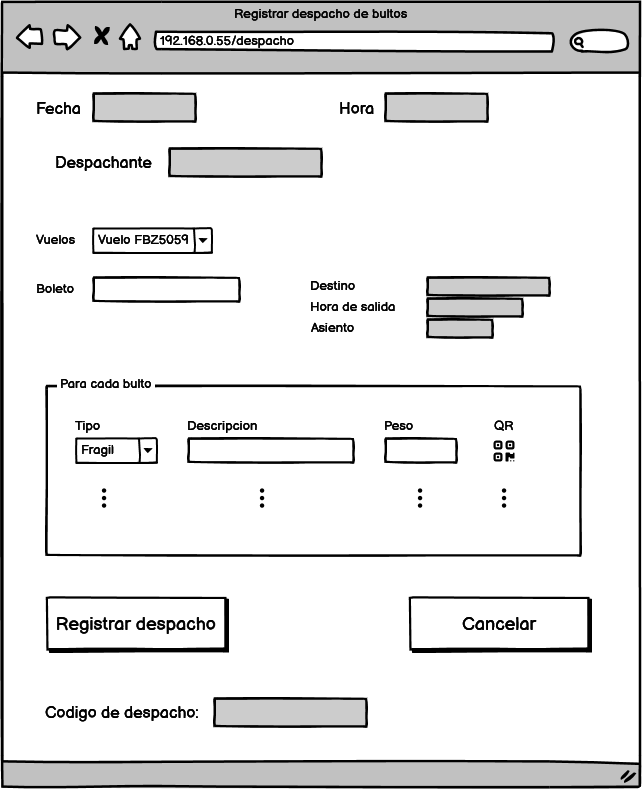 Registrar despacho de bultos
192.168.0.55/despacho
Fecha
Hora
Despachante
Vuelos
Vuelo FBZ5059
Boleto
Destino
Hora de salida
Asiento
Para cada bulto
Tipo
Descripcion
Peso
QR
Fragil
Registrar despacho
Cancelar
Codigo de despacho: